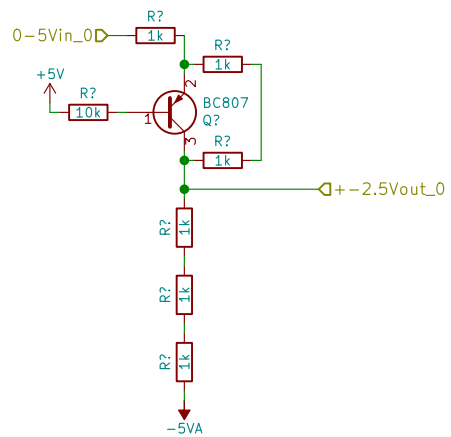 R?
0-5Vin_0
1k
R?
1k
+5V
R?
10k
2
BC807
Q?
1
3
R?
1k
+-2.5Vout_0
R?
1k
R?
1k
R?
1k
-5VA